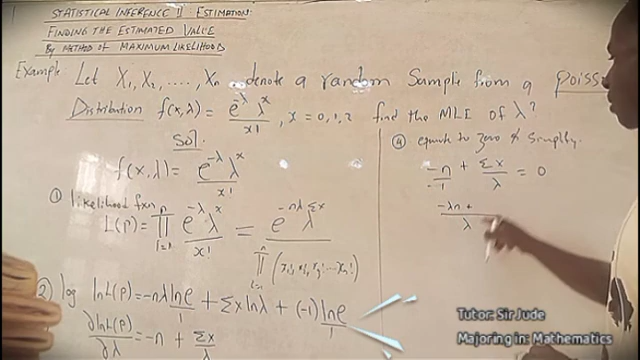 STATISTICAL INFERENCE II ESTIMATION:
FINDING THE ESTIMATED VALUE
By METHOD OF MAXIMUM LIKELIHOOD
Example Let X₁, X₂, ...., Xn. denote a random Sample from a Poisson
Distribution f(x,λ) = e^-λ λ^x / x! , x = 0,1,2 find the MLE of λ?
Sol.
f(x,λ) = e^-λ λ^x / x!
① likelihood fxn
L(P) = ∏ i=1 n e^-λ λ^x / x! = e^-nλ λ^Σx / ∏ i=1 n (x₁!, x₂!, x₃! ... xn!)
② log lnL(P) = -nλ lne/1 + Σx lnλ + (-1) lne/1
∂lnL(P)/∂λ = -n + Σx/λ
④ equate to Zero & Simplify.
-n/1 + Σx/λ = 0
-λn + / λ
Tutor: Sir Jude
Majoring in: Mathematics